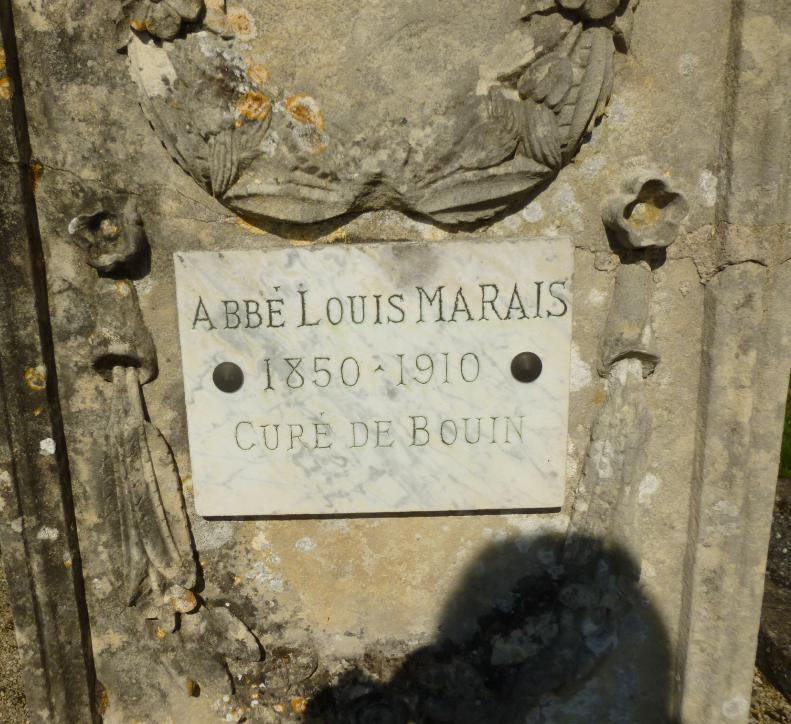 ABBÉ LOUIS MARAIS
1850-1910
CURÉ DE BOUIN